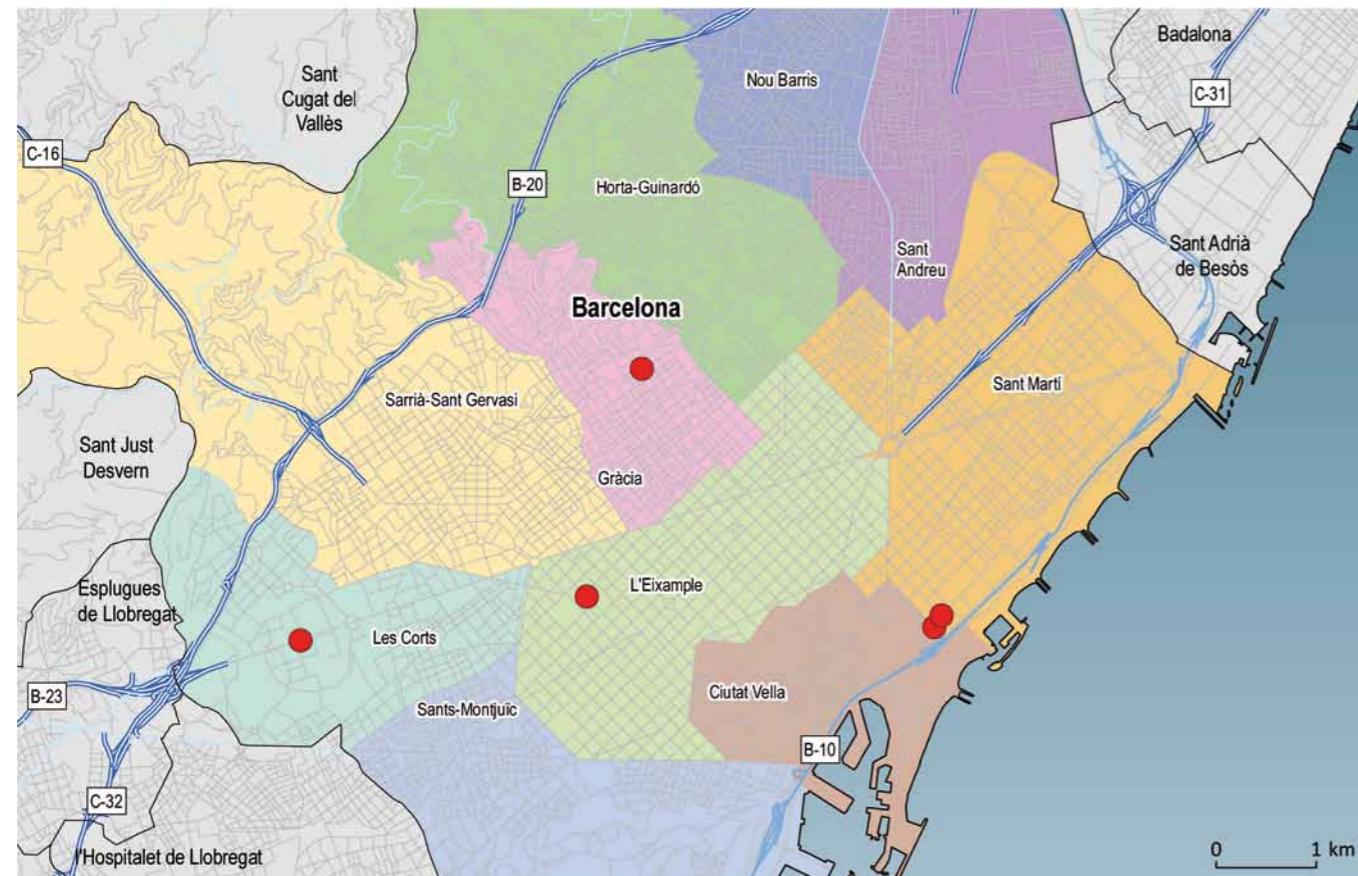 Badalona
Nou Barris
Sant
Cugat del
Vallès
C-31
C-16
B-20
Horta-Guinardó
Sant
Andreu
Sant Adrià
de Besòs
Barcelona
Sant Martí
Sarrià-Sant Gervasi
Sant Just
Desvern
Gràcia
Esplugues
de Llobregat
L'Eixample
Les Corts
Ciutat Vella
B-23
Sants-Montjuïc
B-10
C-32
l'Hospitalet de Llobregat
0 1 km